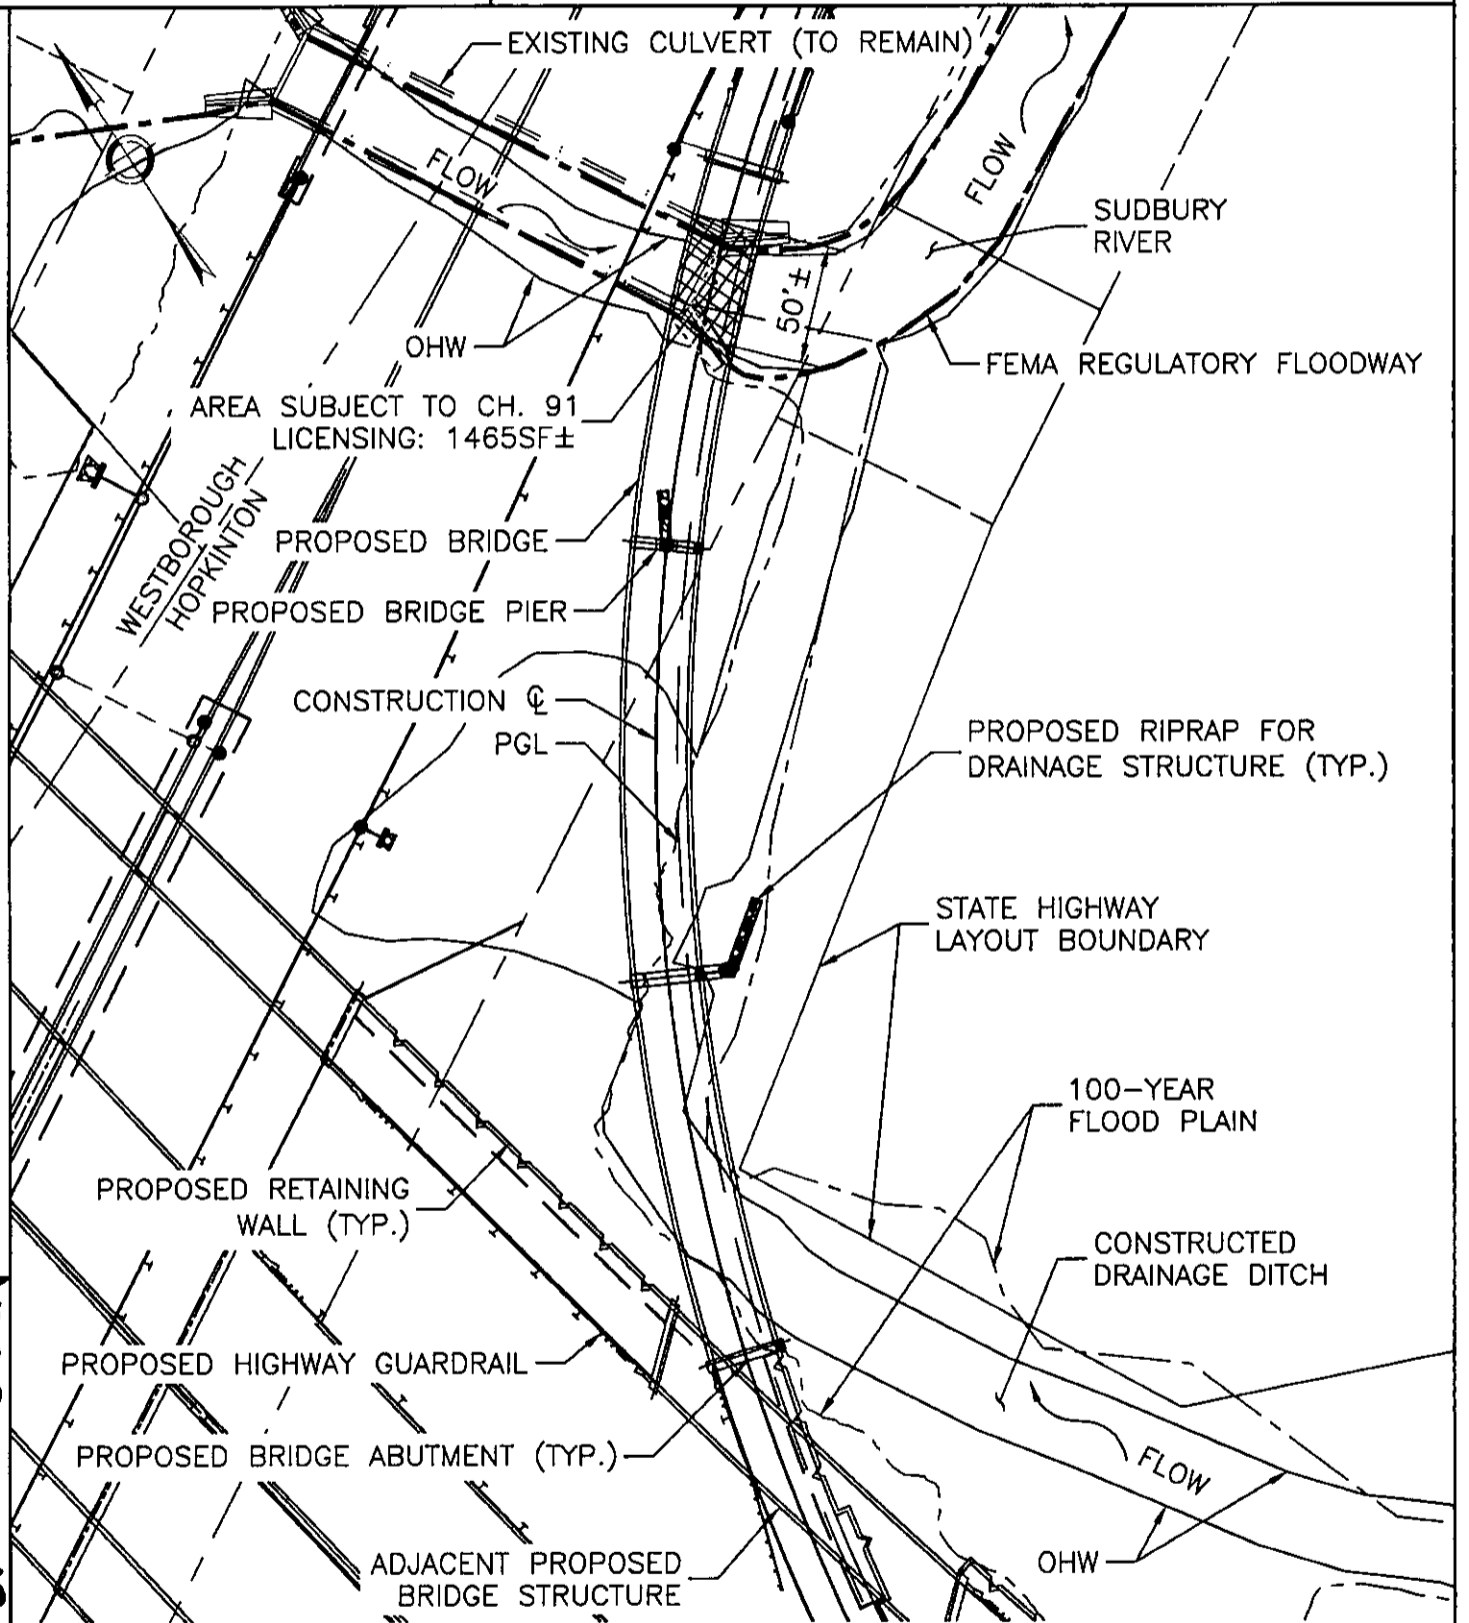 EXISTING CULVERT (TO REMAIN)
FLOW
FLOW
SUDBURY
RIVER
50'±
OHW
FEMA REGULATORY FLOODWAY
AREA SUBJECT TO CH. 91
LICENSING: 1465SF±
WESTBOROUGH
HOPKINTON
PROPOSED BRIDGE
PROPOSED BRIDGE PIER
CONSTRUCTION ℄
PGL
PROPOSED RIPRAP FOR
DRAINAGE STRUCTURE (TYP.)
STATE HIGHWAY
LAYOUT BOUNDARY
100-YEAR
FLOOD PLAIN
PROPOSED RETAINING
WALL (TYP.)
CONSTRUCTED
DRAINAGE DITCH
PROPOSED HIGHWAY GUARDRAIL
PROPOSED BRIDGE ABUTMENT (TYP.)
FLOW
ADJACENT PROPOSED
BRIDGE STRUCTURE
OHW